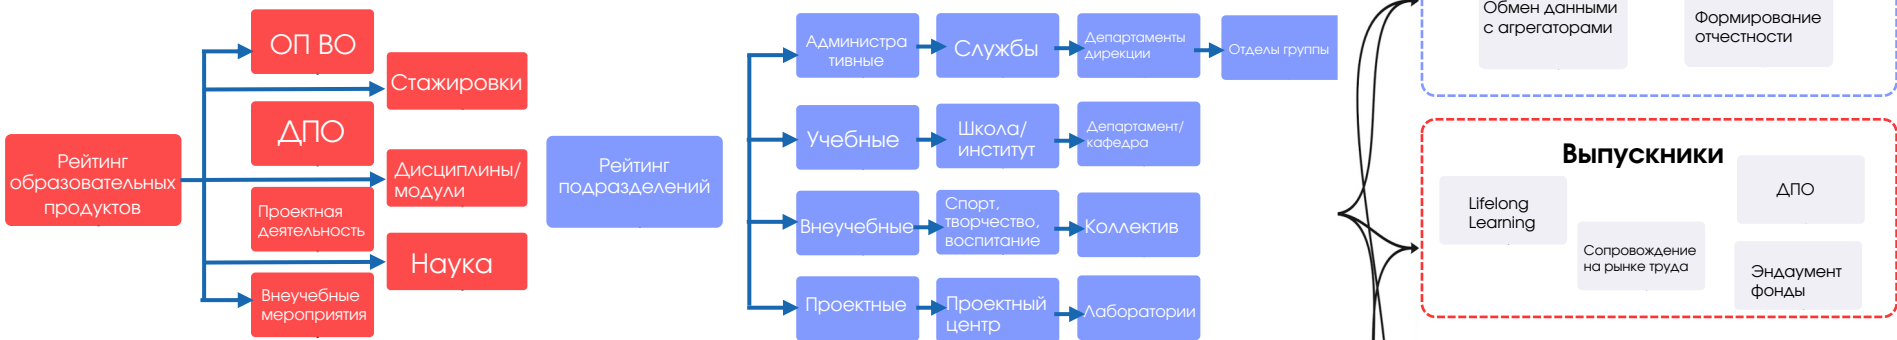 ОП ВО
Стажировки
ДПО
Рейтинг
образовательных
продуктов
Дисциплины/
модули
Проектная
деятельность
Наука
Внеучебные
мероприятия
Рейтинг
подразделений
Администра
тивные
Службы
Департаменты
дирекции
Отделы группы
Учебные
Школа/
институт
Департамент/
кафедра
Внеучебные
Спорт,
творчество,
воспитание
Коллектив
Проектные
Проектный
центр
Лаборатории
Обмен данными
с агрегаторами
Формирование
отчестности
Выпускники
Lifelong
Learning
ДПО
Сопровождение
на рынке труда
Эндаумент
фонды